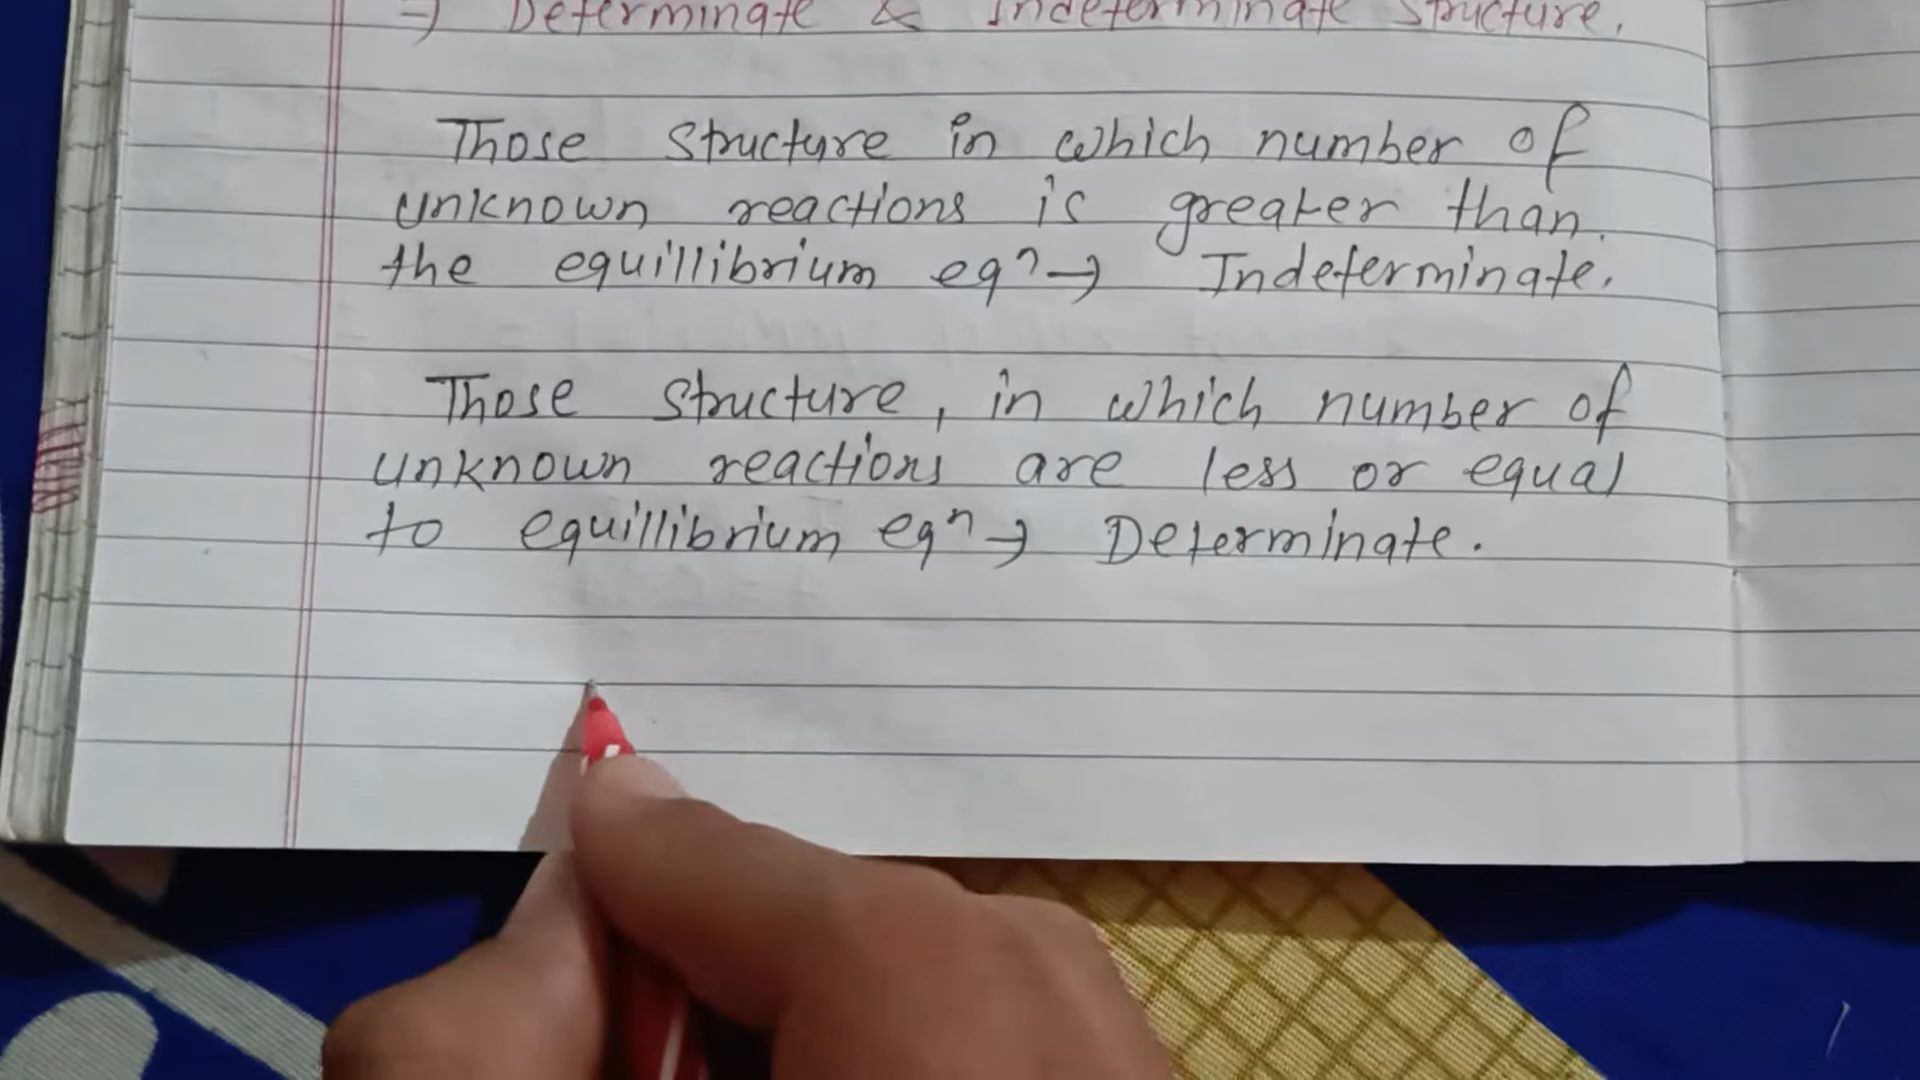 ⇒ Determinate & Indeterminate Structure.
Those Structure in which number of
unknown reactions is greater than
the equillibrium eqⁿ → Indeterminate.
Those Structure, in which number of
unknown reactions are less or equal
to equillibrium eqⁿ → Determinate.